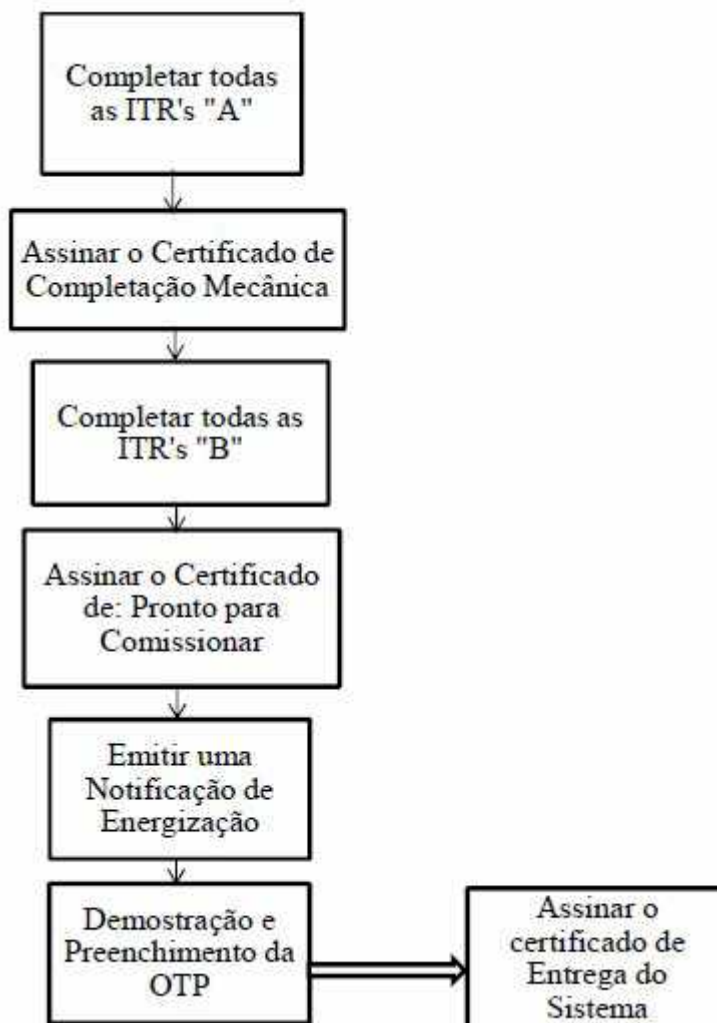 Completar todas
as ITR's "A"
Assinar o Certificado de
Completação Mecânica
Completar todas as
ITR's "B"
Assinar o Certificado
de: Pronto para
Comissionar
Emitir uma
Notificação de
Energização
Demostração e
Preenchimento da
OTP
Assinar o
certificado de
Entrega do
Sistema